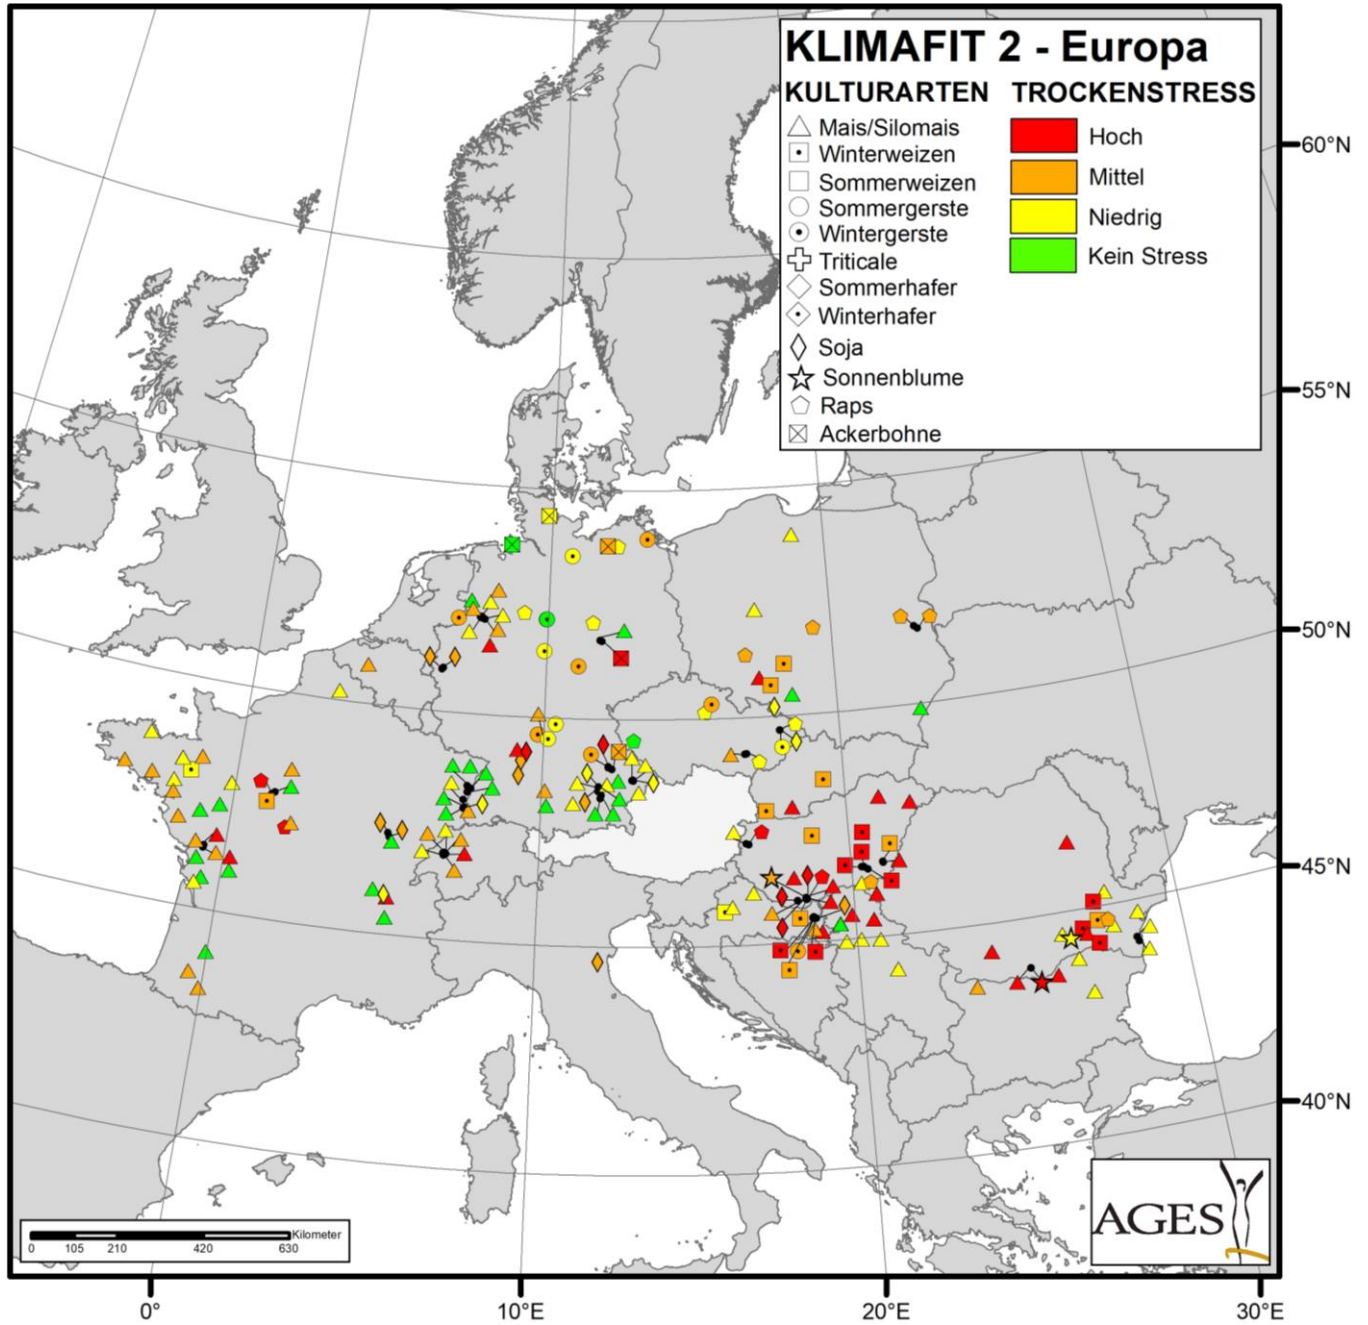 KLIMAFIT 2 - Europa
KULTURARTEN TROCKENSTRESS
Mais/Silomais
Winterweizen
Sommerweizen
Sommergerste
Wintergerste
Triticale
Sommerhafer
Winterhafer
Soja
Sonnenblume
Raps
Ackerbohne
Hoch
Mittel
Niedrig
Kein Stress
60°N
55°N
50°N
45°N
40°N
AGES
Kilometer
0 105 210 420 630
0° 10°E 20°E 30°E